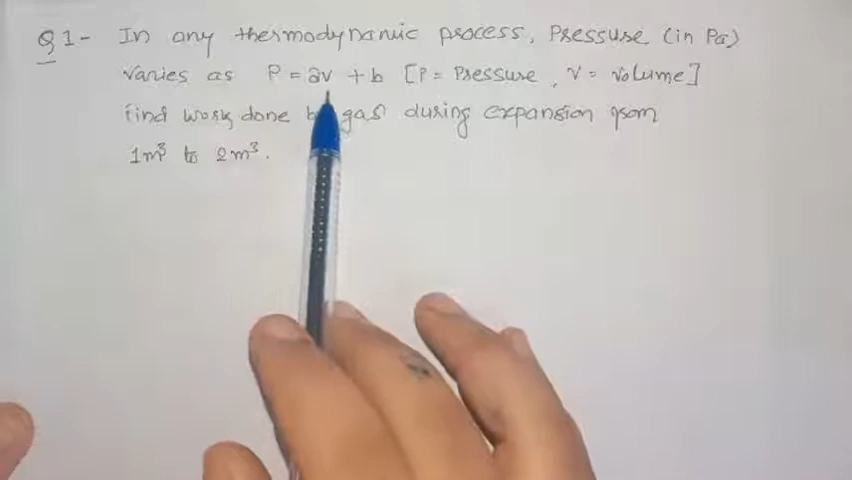 Q1- In any thermodynamic process, Pressure (in Pa)
varies as P = av + b [P = Pressure, V = Volume]
find work done gas during expansion from
1m³ to 2m³.